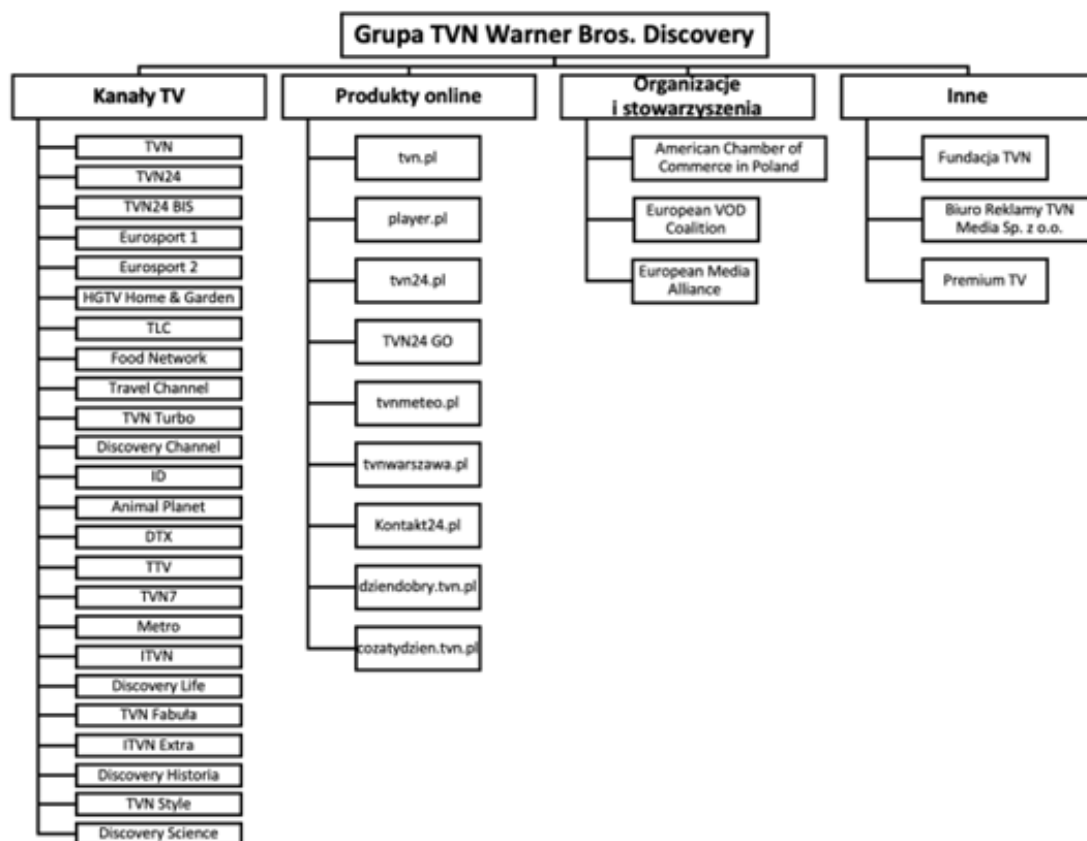 Grupa TVN Warner Bros. Discovery
Kanały TV
TVN
TVN24
TVN24 BIS
Eurosport 1
Eurosport 2
HGTV Home & Garden
TLC
Food Network
Travel Channel
TVN Turbo
Discovery Channel
ID
Animal Planet
DTX
TTV
TVN7
Metro
ITVN
Discovery Life
TVN Fabuła
ITVN Extra
Discovery Historia
TVN Style
Discovery Science
Produkty online
tvn.pl
player.pl
tvn24.pl
TVN24 GO
tvnmeteo.pl
tvnwarszawa.pl
Kontakt24.pl
dziendobry.tvn.pl
cozatydzien.tvn.pl
Organizacje
i stowarzyszenia
American Chamber of
Commerce in Poland
European VOD
Coalition
European Media
Alliance
Inne
Fundacja TVN
Biuro Reklamy TVN
Media Sp. z o.o.
Premium TV